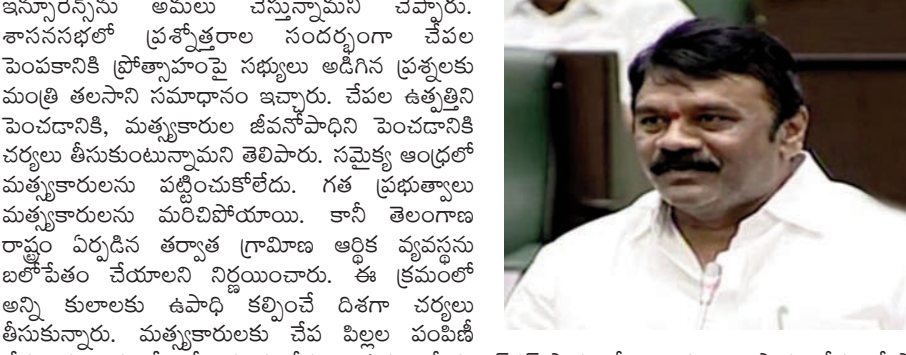 ఇన్సూరెన్స్‌ను అమలు చేస్తున్నామని చెప్పారు.
శాసనసభలో ప్రశ్నోత్తరాల సందర్భంగా చేపల
పెంపకానికి ప్రోత్సాహంపై సభ్యులు అడిగిన ప్రశ్నలకు
మంత్రి తలసాని సమాధానం ఇచ్చారు. చేపల ఉత్పత్తిని
పెంచడానికి, మత్స్యకారుల జీవనోపాధిని పెంచడానికి
చర్యలు తీసుకుంటున్నామని తెలిపారు. సమైక్య ఆంధ్రలో
మత్స్యకారులను పట్టించుకోలేదు. గత ప్రభుత్వాలు
మత్స్యకారులను మరిచిపోయాయి. కానీ తెలంగాణ
రాష్ట్రం ఏర్పడిన తర్వాత గ్రామీణ ఆర్థిక వ్యవస్థను
బలోపేతం చేయాలని నిర్ణయించారు. ఈ క్రమంలో
అన్ని కులాలకు ఉపాధి కల్పించే దిశగా చర్యలు
తీసుకున్నారు. మత్స్యకారులకు చేప పిల్లల పంపిణీ